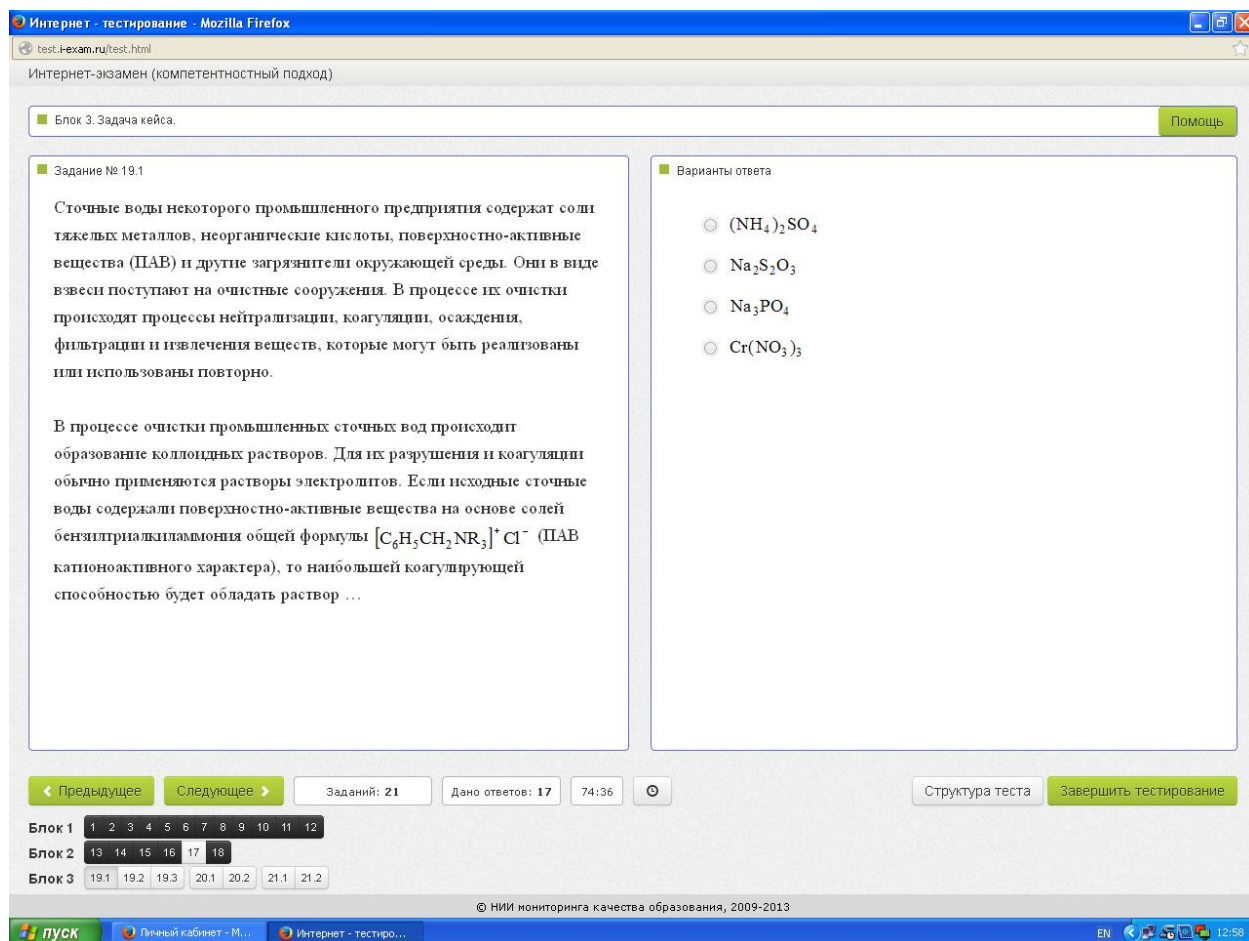 Интернет - тестирование - Mozilla Firefox
test.i-exam.ru/test.html
Интернет-экзамен (компетентностный подход)
Блок 3. Задача кейса.
Помощь
Задание № 19.1
Сточные воды некоторого промышленного предприятия содержат соли
тяжелых металлов, неорганические кислоты, поверхностно-активные
вещества (ПАВ) и другие загрязнители окружающей среды. Они в виде
взвеси поступают на очистные сооружения. В процессе их очистки
происходят процессы нейтрализации, коагуляции, осаждения,
фильтрации и извлечения веществ, которые могут быть реализованы
или использованы повторно.
В процессе очистки промышленных сточных вод происходит
образование коллоидных растворов. Для их разрушения и коагуляции
обычно применяются растворы электролитов. Если исходные сточные
воды содержали поверхностно-активные вещества на основе солей
бензилтриалкиламмония общей формулы [C₆H₅CH₂NR₃]⁺Cl⁻ (ПАВ
катионоактивного характера), то наибольшей коагулирующей
способностью будет обладать раствор …
Варианты ответа
(NH₄)₂SO₄
Na₂S₂O₃
Na₃PO₄
Cr(NO₃)₃
Предыдущее
Следующее
Заданий: 21
Дано ответов: 17
74:36
Структура теста
Завершить тестирование
Блок 1 1 2 3 4 5 6 7 8 9 10 11 12
Блок 2 13 14 15 16 17 18
Блок 3 19.1 19.2 19.3 20.1 20.2 21.1 21.2
© НИИ мониторинга качества образования, 2009-2013
пуск
Личный кабинет - M...
Интернет - тестиро...
EN
12:58